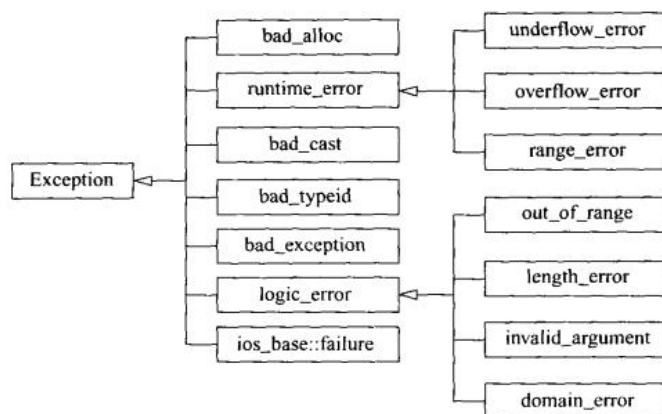 Exception
bad_alloc
runtime_error
bad_cast
bad_typeid
bad_exception
logic_error
ios_base::failure
underflow_error
overflow_error
range_error
out_of_range
length_error
invalid_argument
domain_error